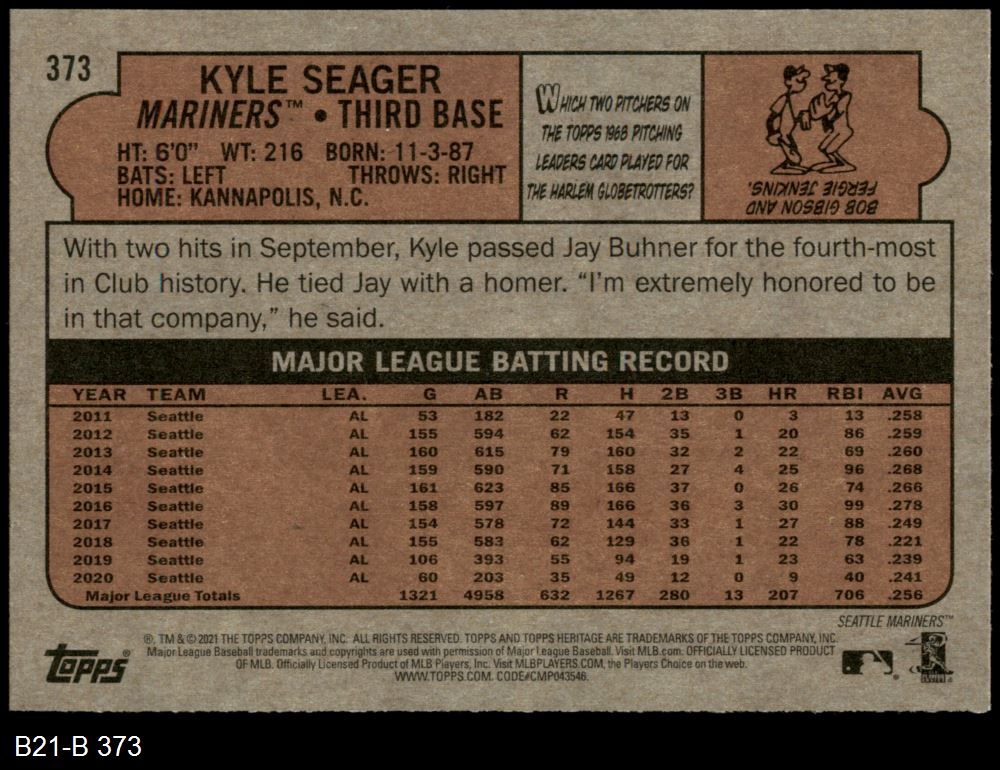 373
KYLE SEAGER
MARINERS™ • THIRD BASE
HT: 6'0" WT: 216 BORN: 11-3-87
BATS: LEFT THROWS: RIGHT
HOME: KANNAPOLIS, N.C.
WHICH TWO PITCHERS ON
THE TOPPS 1968 PITCHING
LEADERS CARD PLAYED FOR
THE HARLEM GLOBETROTTERS?
BOB GIBSON AND
FERGIE JENKINS.
With two hits in September, Kyle passed Jay Buhner for the fourth-most
in Club history. He tied Jay with a homer. “I’m extremely honored to be
in that company,” he said.
MAJOR LEAGUE BATTING RECORD
YEAR TEAM LEA. G AB R H 2B 3B HR RBI AVG
2011 Seattle AL 53 182 22 47 13 0 3 13 .258
2012 Seattle AL 155 594 62 154 35 1 20 86 .259
2013 Seattle AL 160 615 79 160 32 2 22 69 .260
2014 Seattle AL 159 590 71 158 27 4 25 96 .268
2015 Seattle AL 161 623 85 166 37 0 26 74 .266
2016 Seattle AL 158 597 89 166 36 3 30 99 .278
2017 Seattle AL 154 578 72 144 33 1 27 88 .249
2018 Seattle AL 155 583 62 129 36 1 22 78 .221
2019 Seattle AL 106 393 55 94 19 1 23 63 .239
2020 Seattle AL 60 203 35 49 12 0 9 40 .241
Major League Totals 1321 4958 632 1267 280 13 207 706 .256
SEATTLE MARINERS™
topps®
®, TM & © 2021 THE TOPPS COMPANY, INC. ALL RIGHTS RESERVED. TOPPS AND TOPPS HERITAGE ARE TRADEMARKS OF THE TOPPS COMPANY, INC.
Major League Baseball trademarks and copyrights are used with permission of Major League Baseball. Visit MLB.com. OFFICIALLY LICENSED PRODUCT
OF MLB. Officially Licensed Product of MLB Players, Inc. Visit MLBPLAYERS.COM, the Players Choice on the web.
WWW.TOPPS.COM. CODE#CMP043546.
B21-B 373